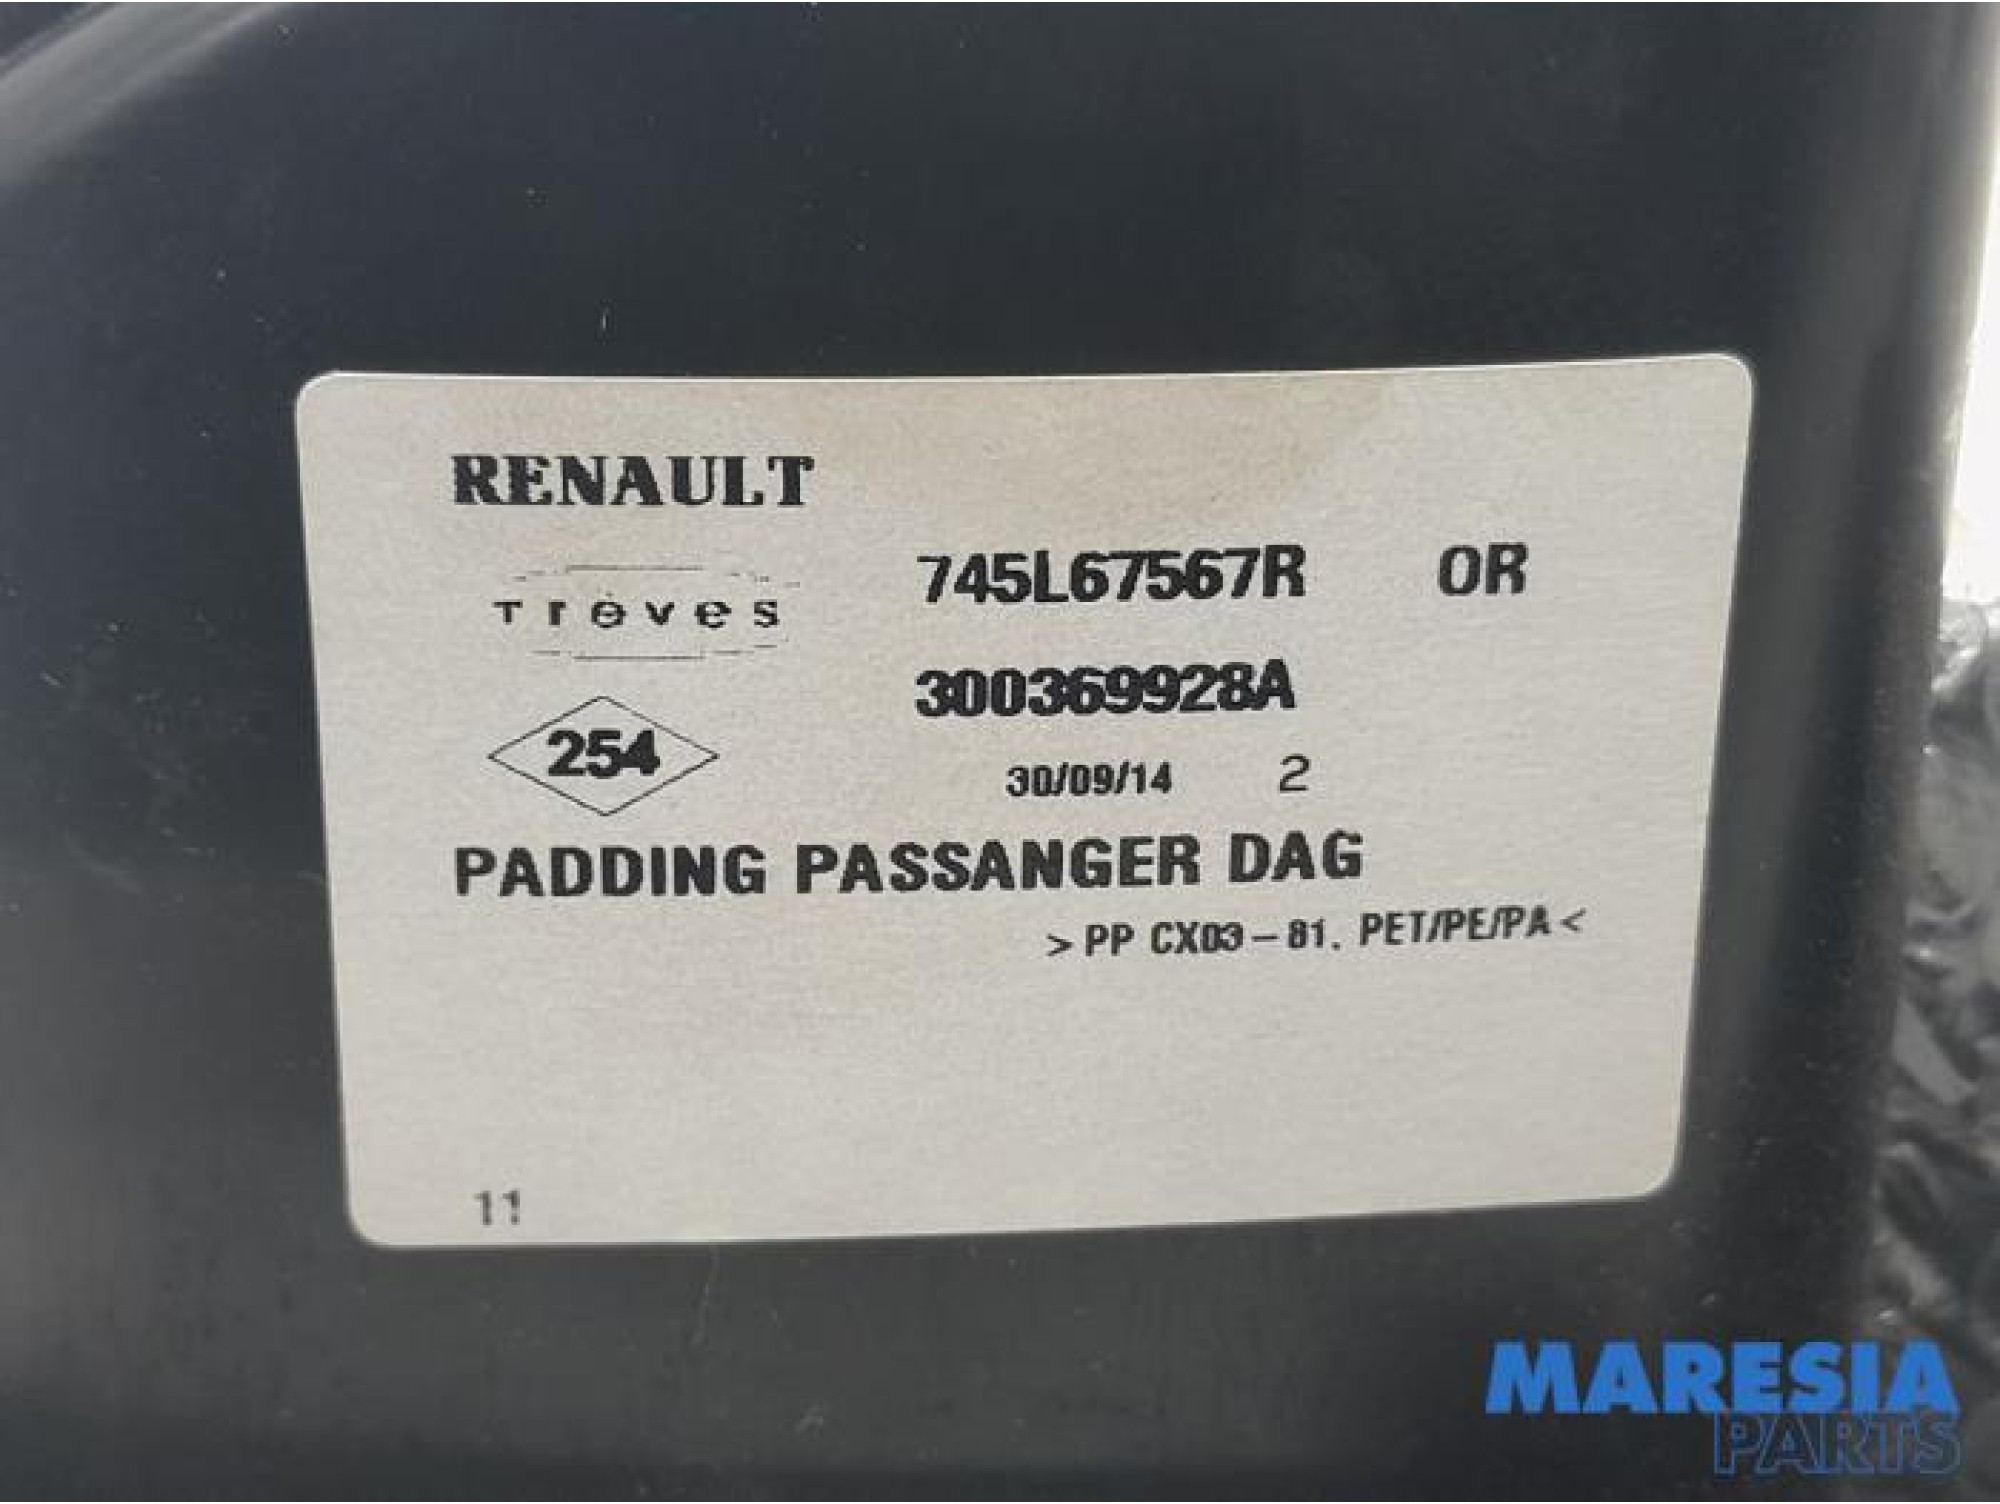 RENAULT
Trèves
745L67567R OR
300369928A
254
30/09/14 2
PADDING PASSANGER DAG
>PP CX03-81. PET/PE/PA<
11
MARESIA
PARTS